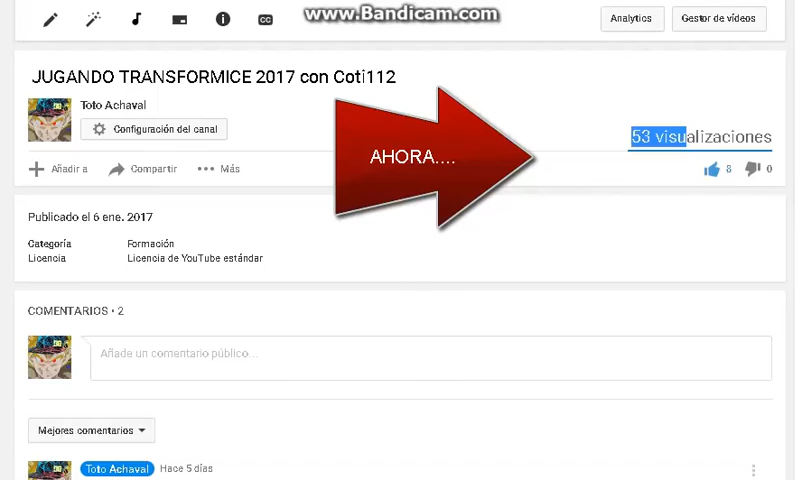 www.Bandicam.com
Analytics
Gestor de vídeos
JUGANDO TRANSFORMICE 2017 con Coti112
Toto Achaval
Configuración del canal
AHORA....
53 visualizaciones
Añadir a
Compartir
Más
8
0
Publicado el 6 ene. 2017
Categoría Formación
Licencia Licencia de YouTube estándar
COMENTARIOS • 2
Añade un comentario público...
Mejores comentarios
Toto Achaval Hace 5 días